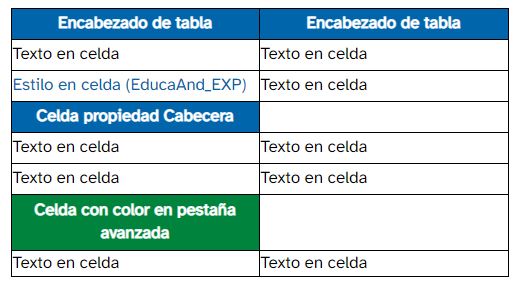 Encabezado de tabla Encabezado de tabla
Texto en celda Texto en celda
Estilo en celda (EducaAnd_EXP) Texto en celda
Celda propiedad Cabecera
Texto en celda Texto en celda
Texto en celda Texto en celda
Celda con color en pestaña
avanzada
Texto en celda Texto en celda